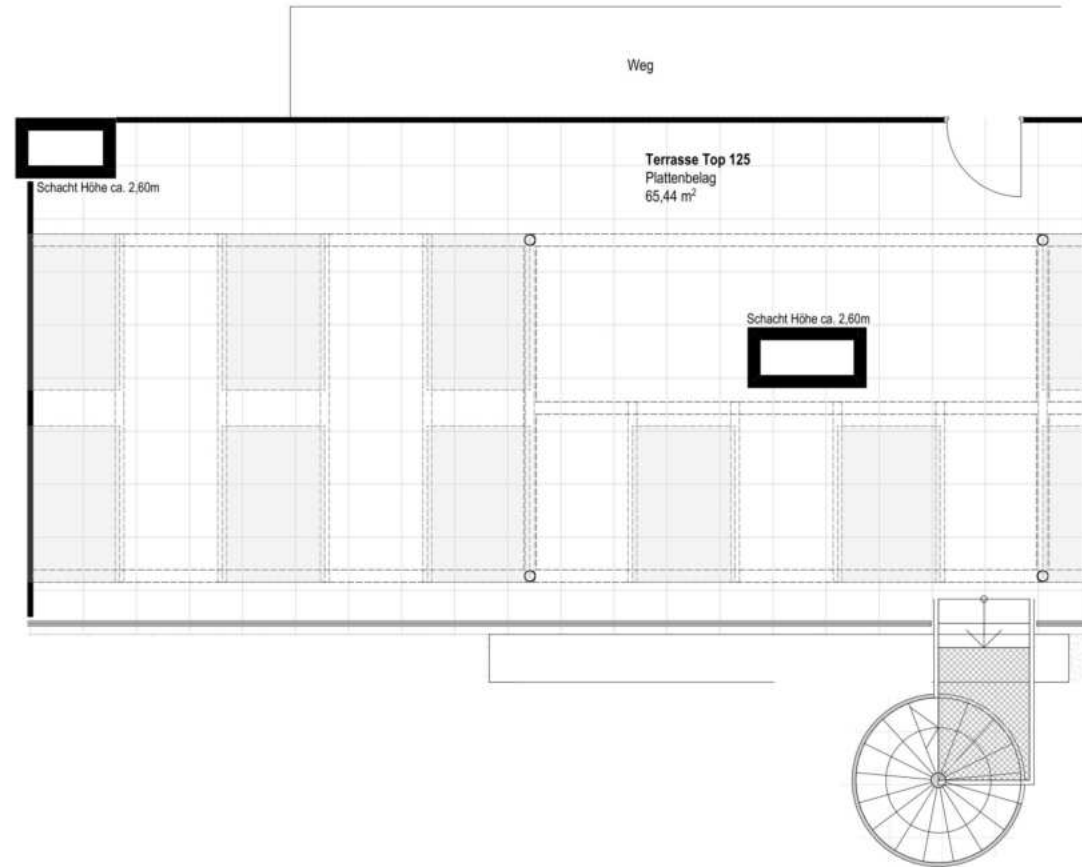 Weg
Terrasse Top 125
Plattenbelag
65,44 m²
Schacht Höhe ca. 2,60m
Schacht Höhe ca. 2,60m